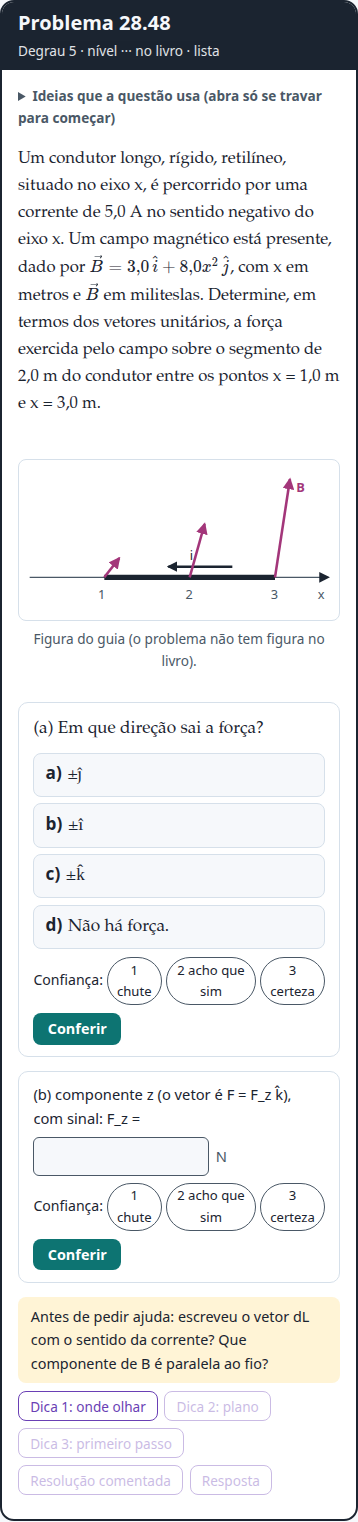 Problema 28.48
Degrau 5 · nível ··· no livro · lista
▶ Ideias que a questão usa (abra só se travar
para começar)
Um condutor longo, rígido, retilíneo,
situado no eixo x, é percorrido por uma
corrente de 5,0 A no sentido negativo do
eixo x. Um campo magnético está presente,
dado por B⃗ = 3,0 î + 8,0x² ĵ, com x em
metros e B⃗ em militeslas. Determine, em
termos dos vetores unitários, a força
exercida pelo campo sobre o segmento de
2,0 m do condutor entre os pontos x = 1,0 m
e x = 3,0 m.
B
i
1 2 3 x
Figura do guia (o problema não tem figura no
livro).
(a) Em que direção sai a força?
a) ±ĵ
b) ±î
c) ±k̂
d) Não há força.
Confiança: 1 chute 2 acho que sim 3 certeza
Conferir
(b) componente z (o vetor é F = F_z k̂),
com sinal: F_z =
N
Confiança: 1 chute 2 acho que sim 3 certeza
Conferir
Antes de pedir ajuda: escreveu o vetor dL
com o sentido da corrente? Que
componente de B é paralela ao fio?
Dica 1: onde olhar Dica 2: plano
Dica 3: primeiro passo
Resolução comentada Resposta